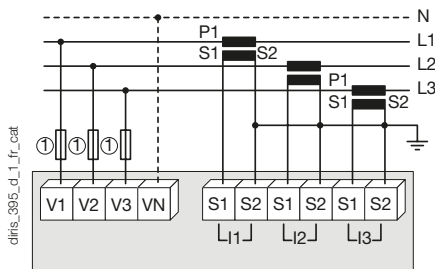 N
P1 L1
S1 S2
L2
P1
S1 S2 L3
1 1 1
V1 V2 V3 VN S1 S2 S1 S2 S1 S2
I1 I2 I3
diris_395_d_1_fr_cat